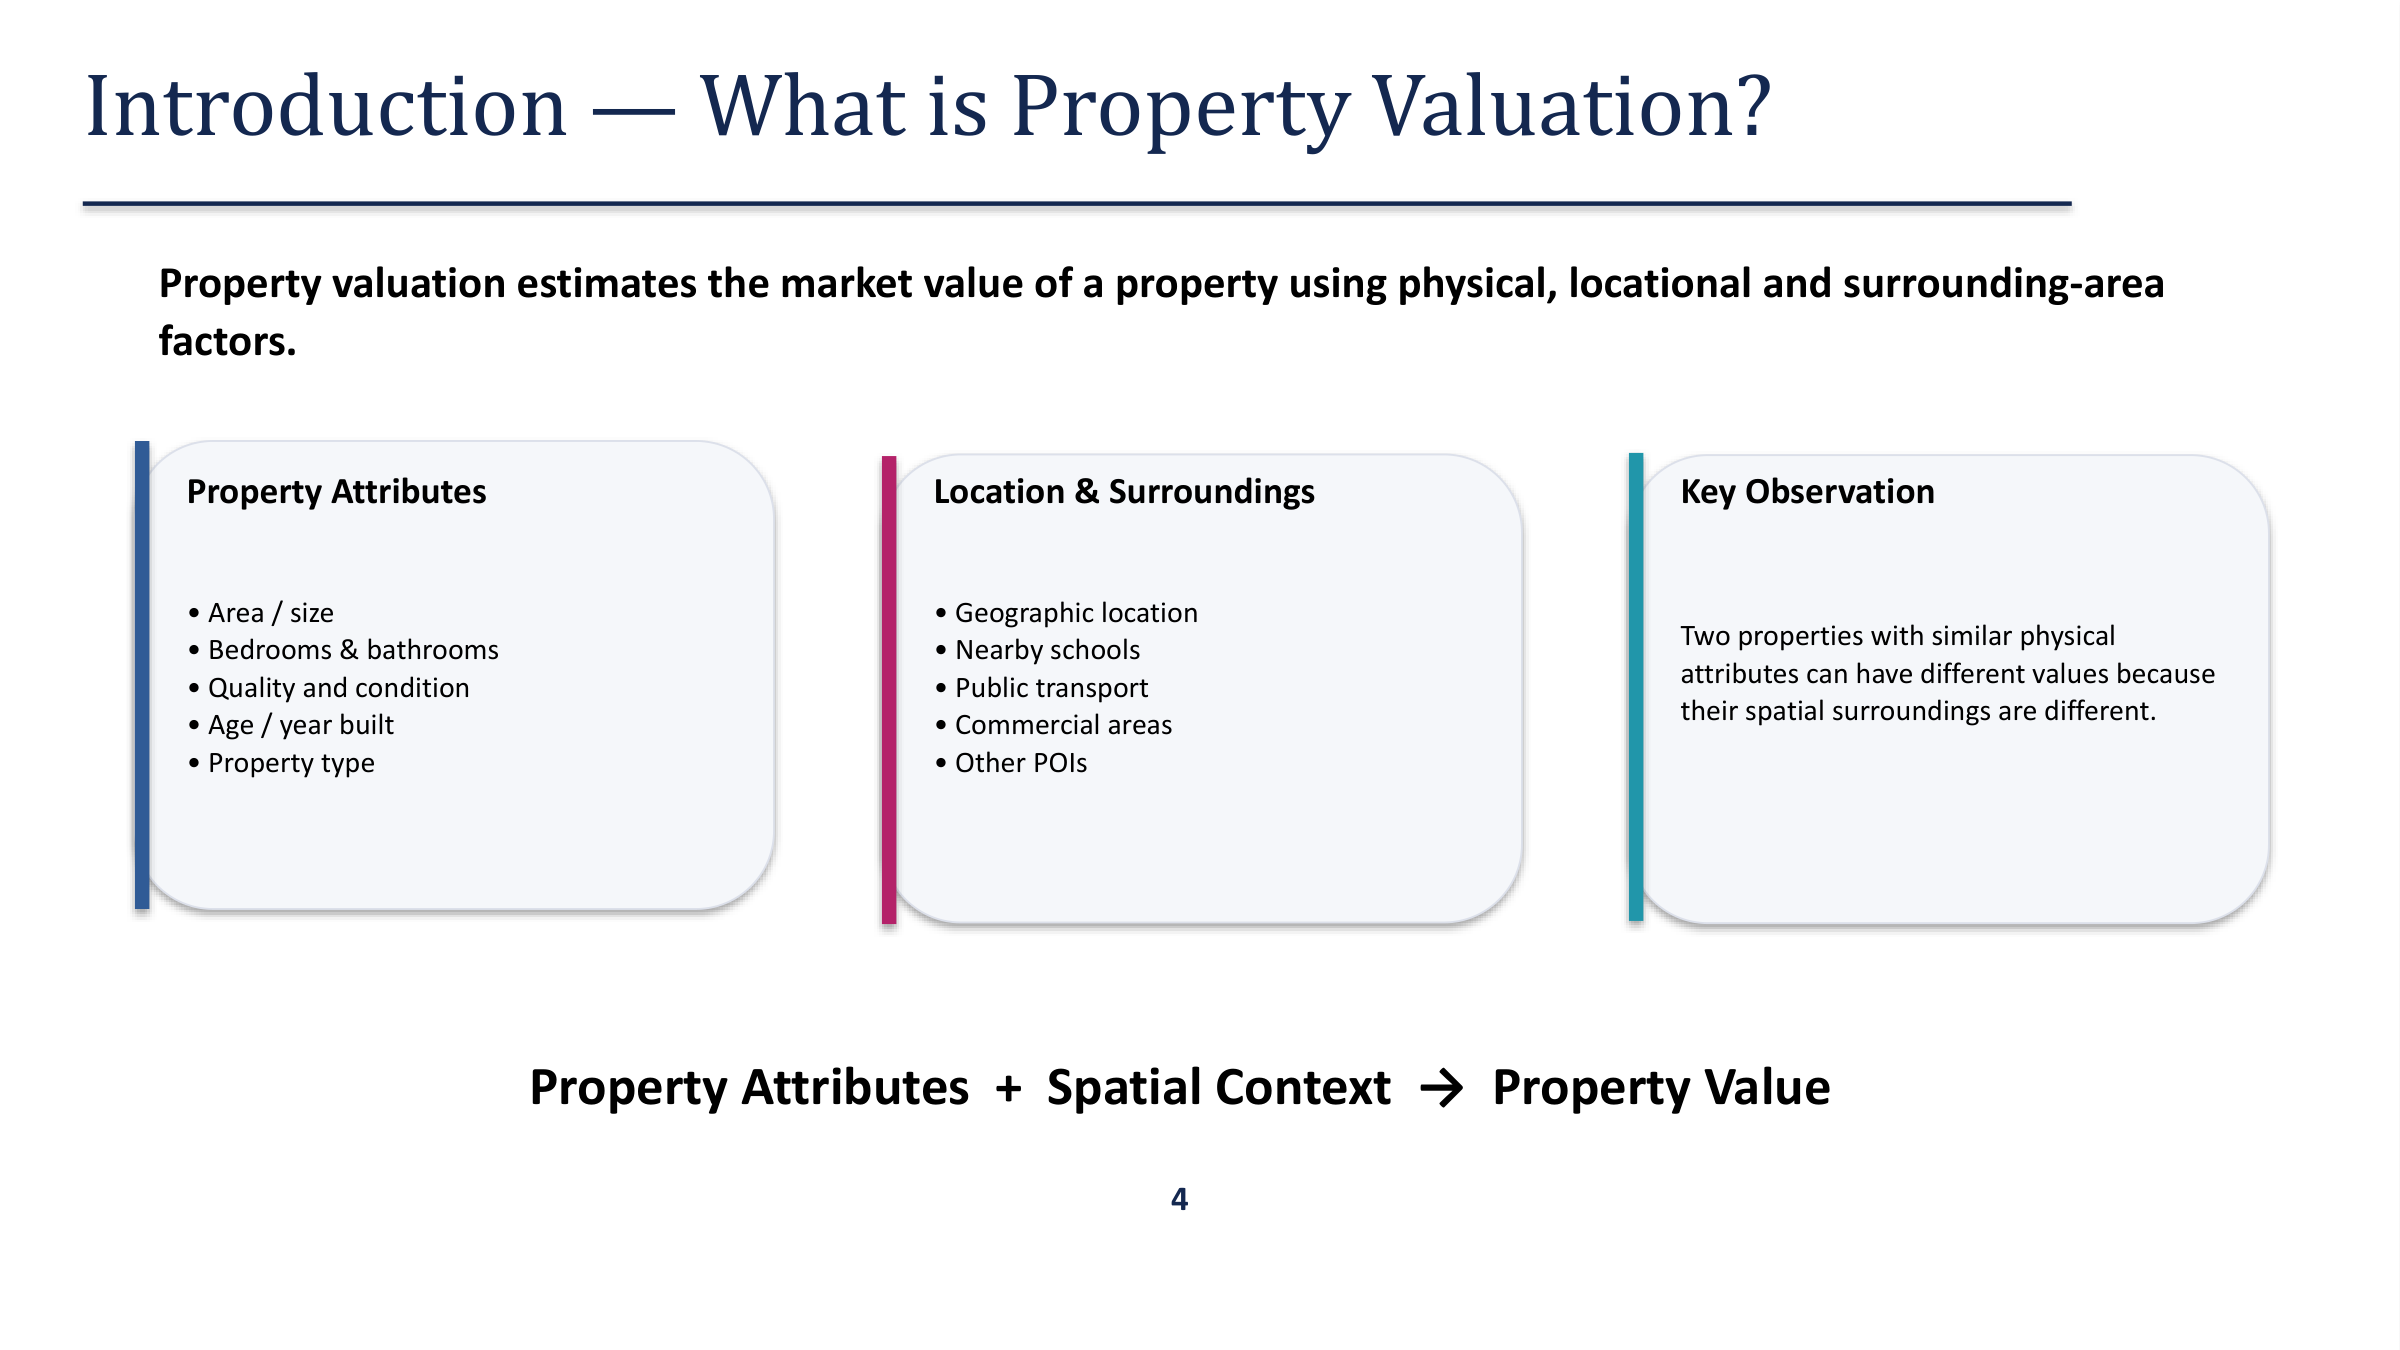 Introduction — What is Property Valuation?
Property valuation estimates the market value of a property using physical, locational and surrounding-area
factors.
Property Attributes
• Area / size
• Bedrooms & bathrooms
• Quality and condition
• Age / year built
• Property type
Location & Surroundings
• Geographic location
• Nearby schools
• Public transport
• Commercial areas
• Other POIs
Key Observation
Two properties with similar physical
attributes can have different values because
their spatial surroundings are different.
Property Attributes + Spatial Context → Property Value
4